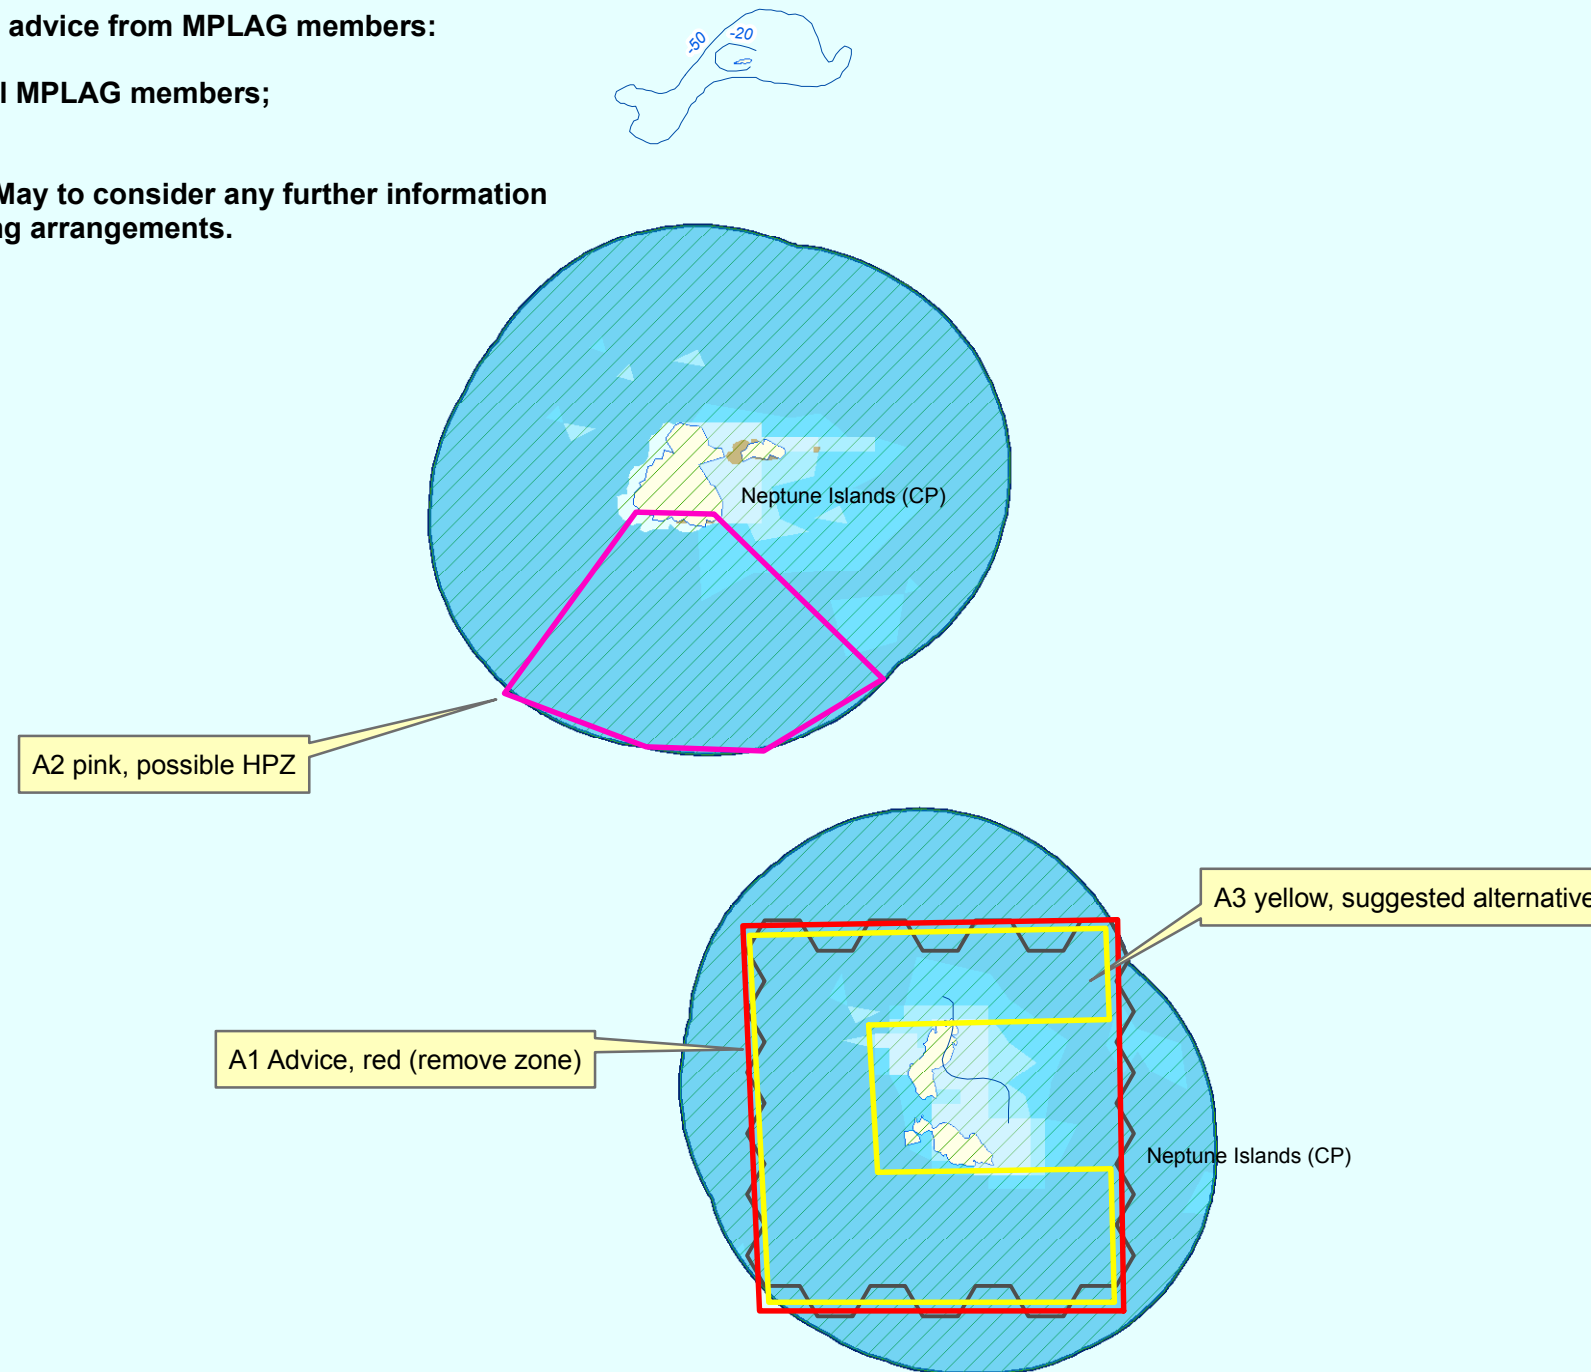 advice from MPLAG members:
-50
-20
l MPLAG members;
May to consider any further information
ng arrangements.
Neptune Islands (CP)
A2 pink, possible HPZ
A3 yellow, suggested alternative
A1 Advice, red (remove zone)
Neptune Islands (CP)